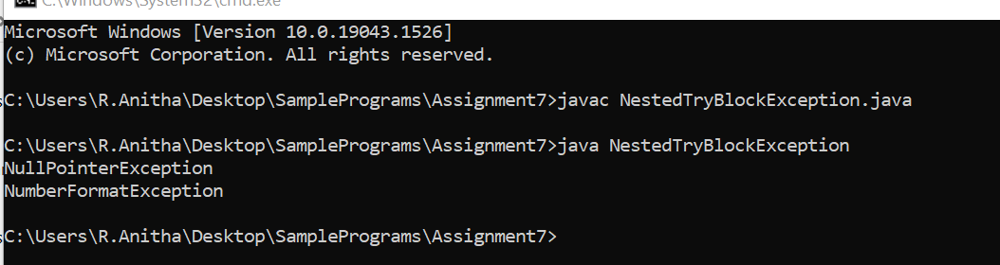 C:\Windows\System32\cmd.exe
Microsoft Windows [Version 10.0.19043.1526]
(c) Microsoft Corporation. All rights reserved.
C:\Users\R.Anitha\Desktop\SamplePrograms\Assignment7>javac NestedTryBlockException.java
C:\Users\R.Anitha\Desktop\SamplePrograms\Assignment7>java NestedTryBlockException
NullPointerException
NumberFormatException
C:\Users\R.Anitha\Desktop\SamplePrograms\Assignment7>